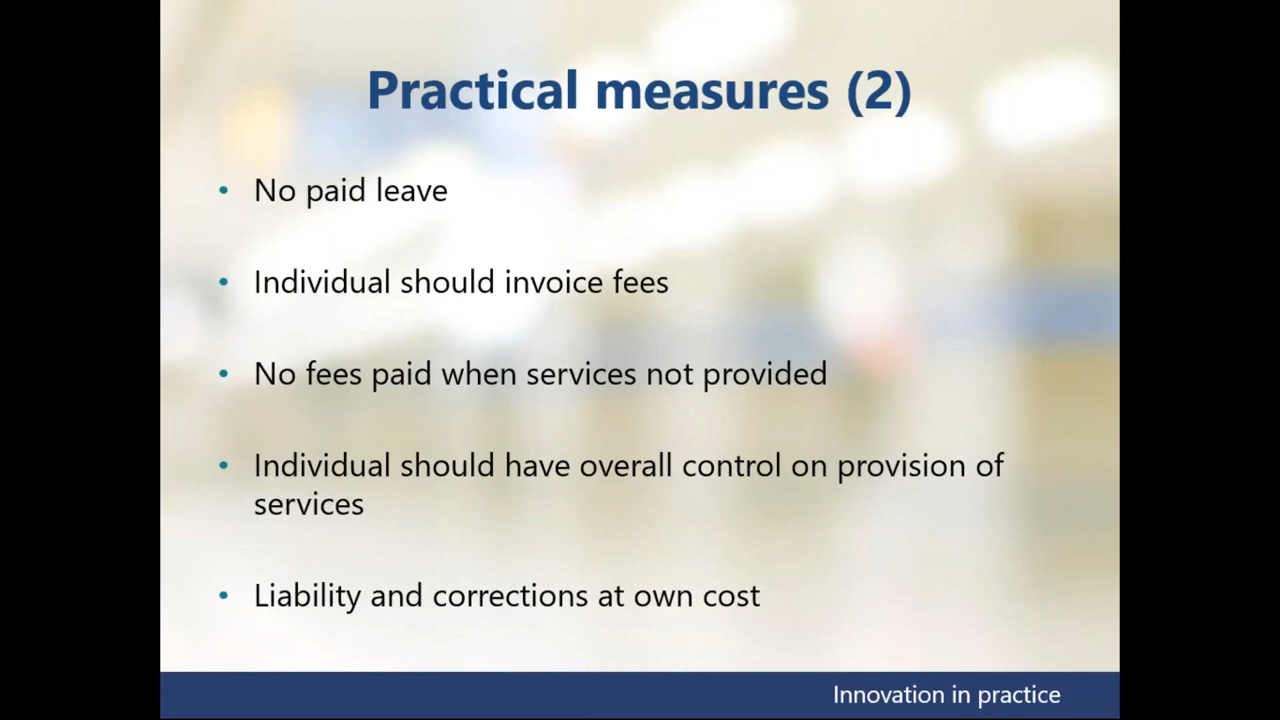 Practical measures (2)
• No paid leave
• Individual should invoice fees
• No fees paid when services not provided
• Individual should have overall control on provision of
services
• Liability and corrections at own cost
Innovation in practice